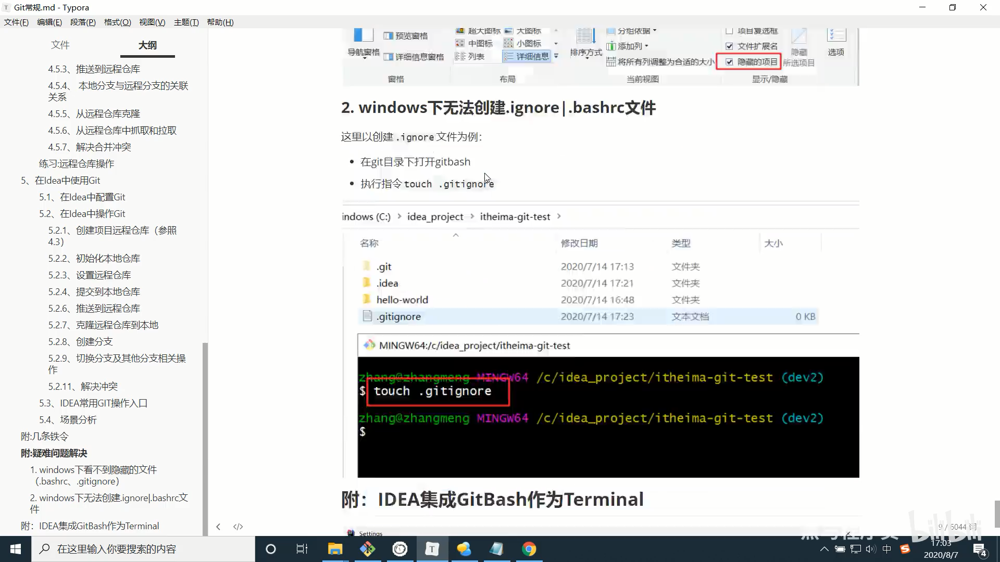 Git常规.md - Typora
文件(F) 编辑(E) 段落(P) 格式(O) 视图(V) 主题(T) 帮助(H)
文件 大纲
4.5.3、推送到远程仓库
4.5.4、 本地分支与远程分支的关联
关系
4.5.5、从远程仓库克隆
4.5.6、从远程仓库中抓取和拉取
4.5.7、解决合并冲突
练习:远程仓库操作
5、在Idea中使用Git
5.1、在Idea中配置Git
5.2、在Idea中操作Git
5.2.1、创建项目远程仓库（参照
4.3）
5.2.2、初始化本地仓库
5.2.3、设置远程仓库
5.2.4、提交到本地仓库
5.2.6、推送到远程仓库
5.2.7、克隆远程仓库到本地
5.2.8、创建分支
5.2.9、切换分支及其他分支相关操
作
5.2.11、解决冲突
5.3、IDEA常用GIT操作入口
5.4、场景分析
附:几条铁令
附:疑难问题解决
1. windows下看不到隐藏的文件
（.bashrc、.gitignore）
2. windows下无法创建.ignore|.bashrc文
件
附：IDEA集成GitBash作为Terminal
导航窗格
预览窗格
详细信息窗格
窗格
超大图标 大图标
中图标 小图标
列表 详细信息
布局
排序方式
分组依据
添加列
将所有列调整为合适的大小
当前视图
项目复选框
文件扩展名
隐藏的项目
隐藏
所选项目
显示/隐藏
选项
2. windows下无法创建.ignore|.bashrc文件
这里以创建.ignore文件为例：
在git目录下打开gitbash
执行指令touch .gitignore
indows (C:) > idea_project > itheima-git-test >
名称 修改日期 类型 大小
.git 2020/7/14 17:13 文件夹
.idea 2020/7/14 17:21 文件夹
hello-world 2020/7/14 16:48 文件夹
.gitignore 2020/7/14 17:23 文本文档 0 KB
MINGW64:/c/idea_project/itheima-git-test
zhang@zhangmeng MINGW64 /c/idea_project/itheima-git-test (dev2)
$ touch .gitignore
zhang@zhangmeng MINGW64 /c/idea_project/itheima-git-test (dev2)
$
附：IDEA集成GitBash作为Terminal
Settings
9 / 6044 词
bilibili
在这里输入你要搜索的内容
中
17:03
2020/8/7
4